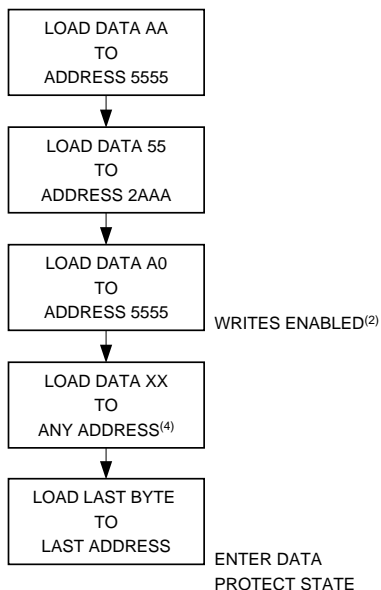 LOAD DATA AA
TO
ADDRESS 5555
LOAD DATA 55
TO
ADDRESS 2AAA
LOAD DATA A0
TO
ADDRESS 5555
WRITES ENABLED(2)
LOAD DATA XX
TO
ANY ADDRESS(4)
LOAD LAST BYTE
TO
LAST ADDRESS
ENTER DATA
PROTECT STATE